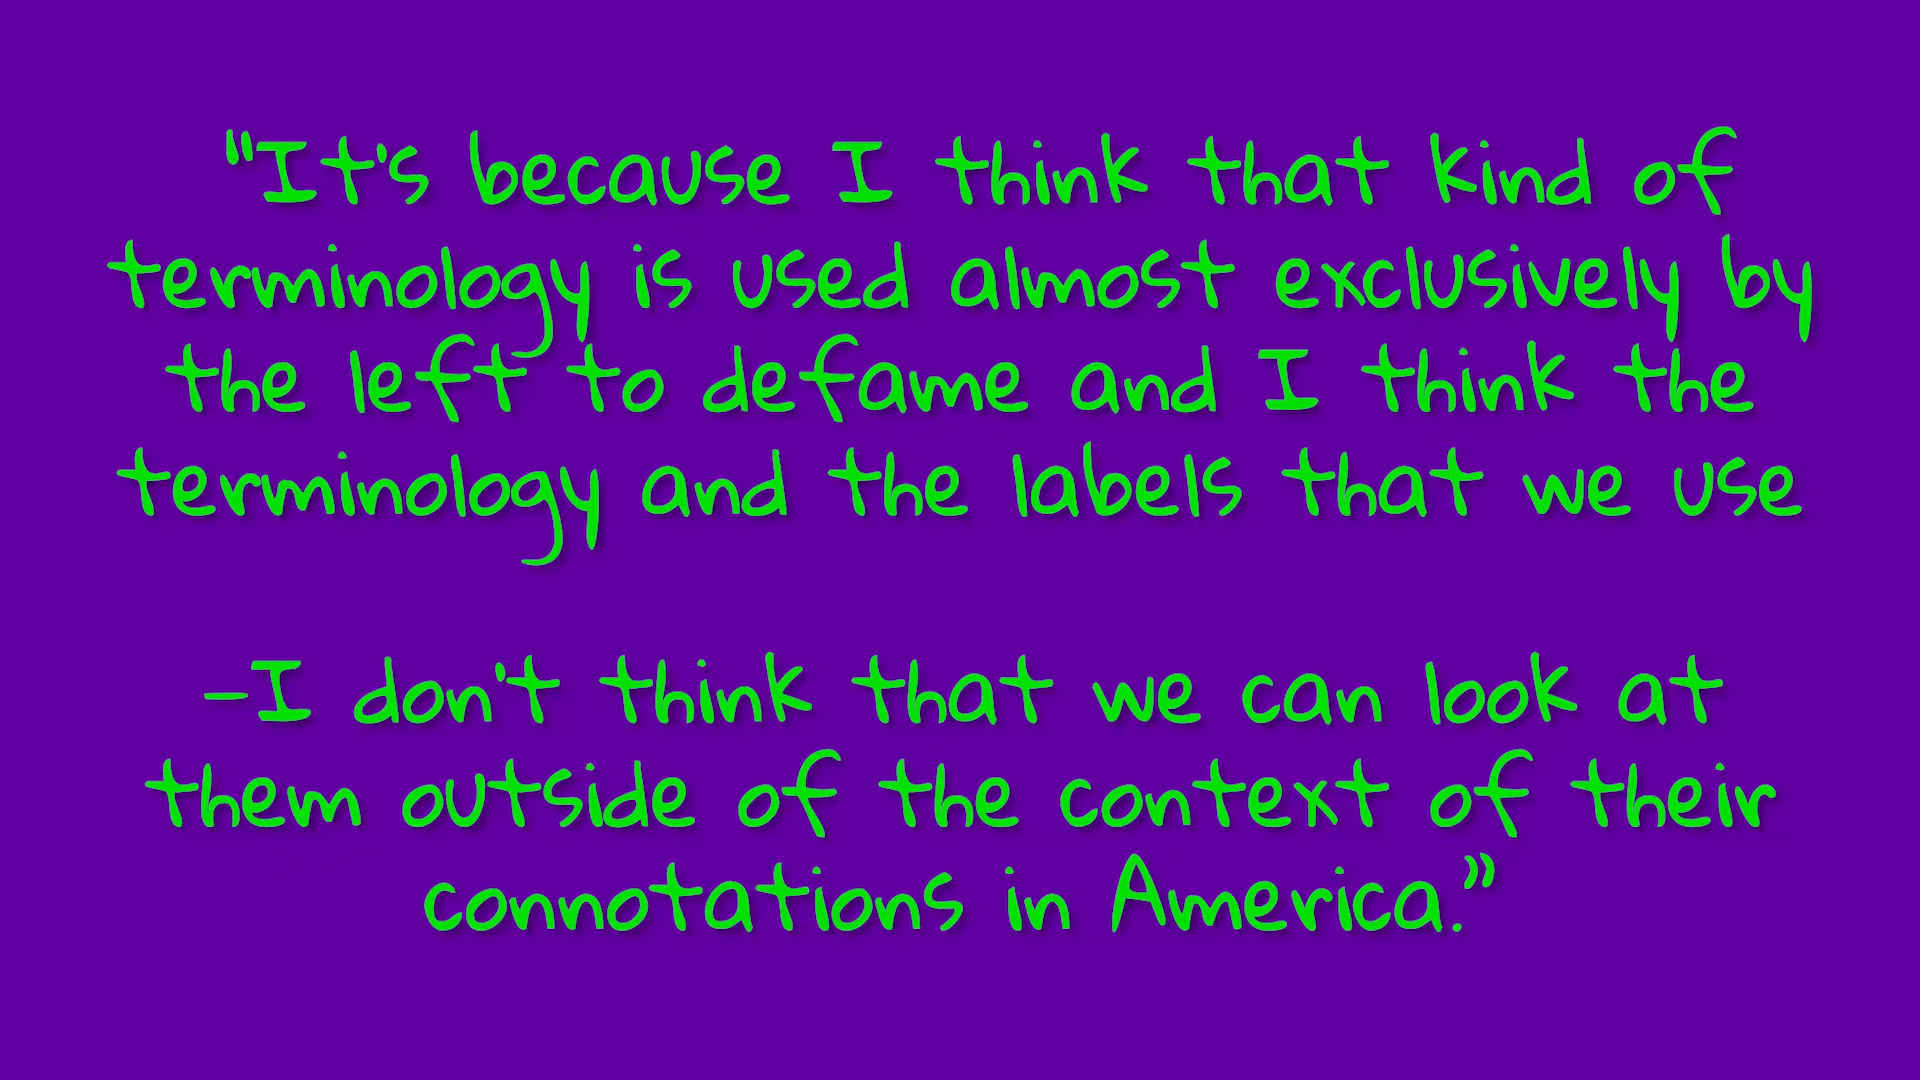 "It's because I think that kind of
terminology is used almost exclusively by
the left to defame and I think the
terminology and the labels that we use
-I don't think that we can look at
them outside of the context of their
connotations in America."